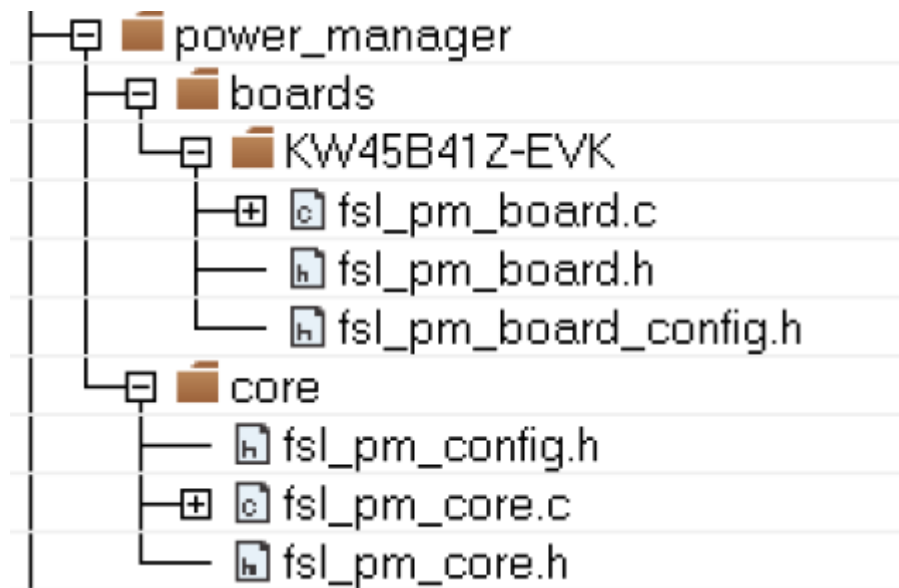 power_manager
boards
KW45B41Z-EVK
fsl_pm_board.c
fsl_pm_board.h
fsl_pm_board_config.h
core
fsl_pm_config.h
fsl_pm_core.c
fsl_pm_core.h